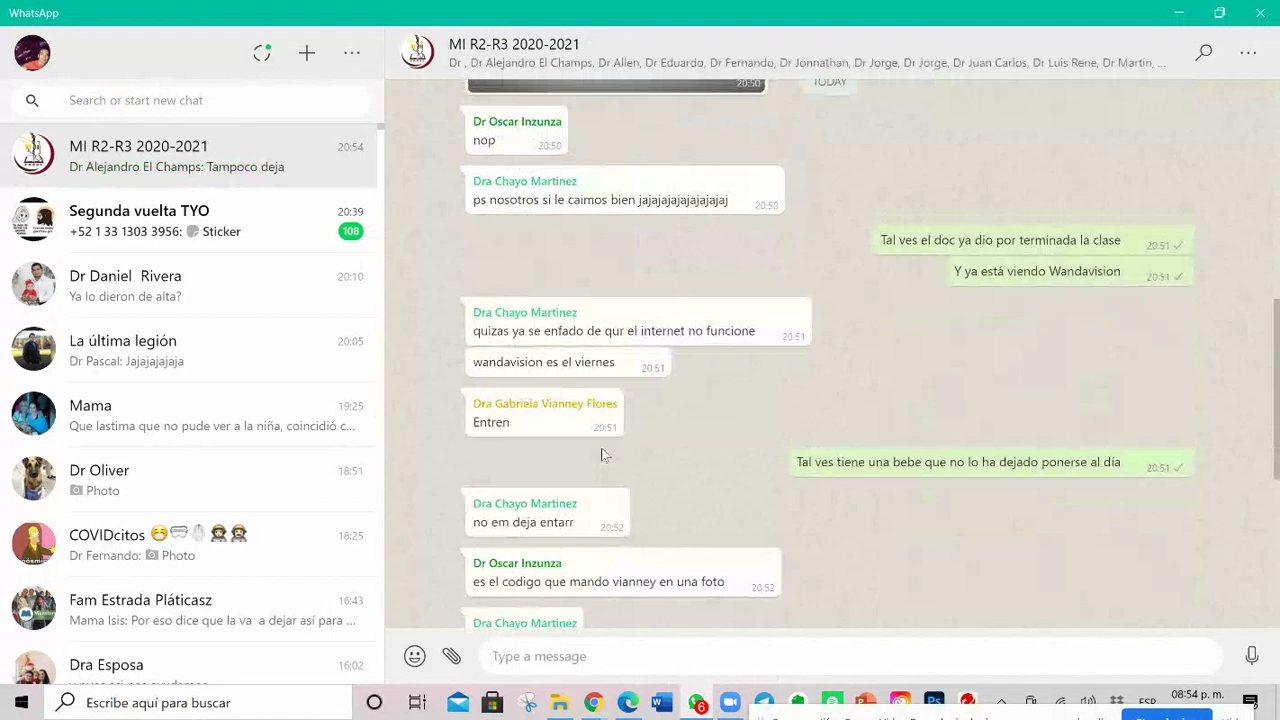 WhatsApp
MI R2-R3 2020-2021
Dr , Dr Alejandro El Champs, Dr Allen, Dr Eduardo, Dr Fernando, Dr Jonnathan, Dr Jorge, Dr Jorge, Dr Juan Carlos, Dr Luis Rene, Dr Martin, ...
Search or start new chat
MI R2-R3 2020-2021 20:54
Dr Alejandro El Champs: Tampoco deja
Segunda vuelta TYO 20:39
+52 1 33 1303 3956: Sticker 108
Dr Daniel Rivera 20:10
Ya lo dieron de alta?
La última legión 20:05
Dr Pascal: Jajajajaja
Mama 19:25
Que lastima que no pude ver a la niña, coincidió c...
Dr Oliver 18:51
Photo
COVIDcitos 18:25
Dr Fernando: Photo
Fam Estrada Pláticasz 16:43
Mama Isis: Por eso dice que la va a dejar así para ...
Dra Esposa 16:02
20:50
TODAY
Dr Oscar Inzunza
nop 20:50
Dra Chayo Martinez
ps nosotros si le caimos bien jajajajajajajajaj 20:50
Tal ves el doc ya dio por terminada la clase 20:51
Y ya está viendo Wandavision 20:51
Dra Chayo Martinez
quizas ya se enfado de qur el internet no funcione 20:51
wandavision es el viernes 20:51
Dra Gabriela Vianney Flores
Entren 20:51
Tal ves tiene una bebe que no lo ha dejado ponerse al día 20:51
Dra Chayo Martinez
no em deja entarr 20:52
Dr Oscar Inzunza
es el codigo que mando vianney en una foto 20:52
Dra Chayo Martinez
Type a message
Escribe aquí para buscar
6
ESP
08:54 p. m.